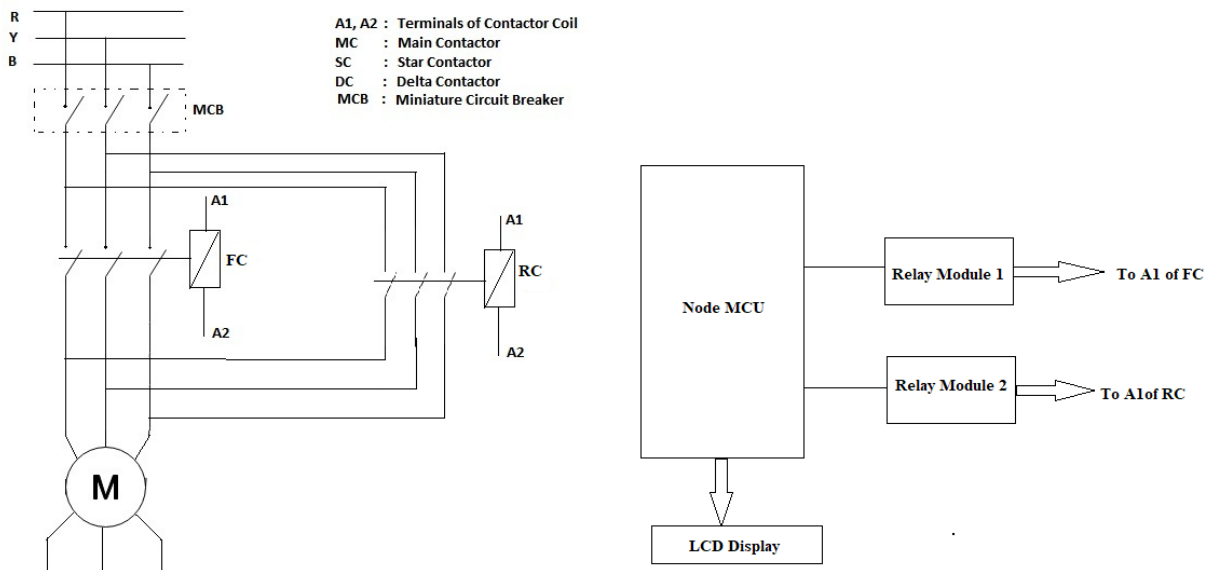 R
Y
B
A1, A2 : Terminals of Contactor Coil
MC : Main Contactor
SC : Star Contactor
DC : Delta Contactor
MCB : Miniature Circuit Breaker
MCB
A1
FC
A2
A1
RC
A2
M
Node MCU
Relay Module 1
To A1 of FC
Relay Module 2
To A1of RC
LCD Display